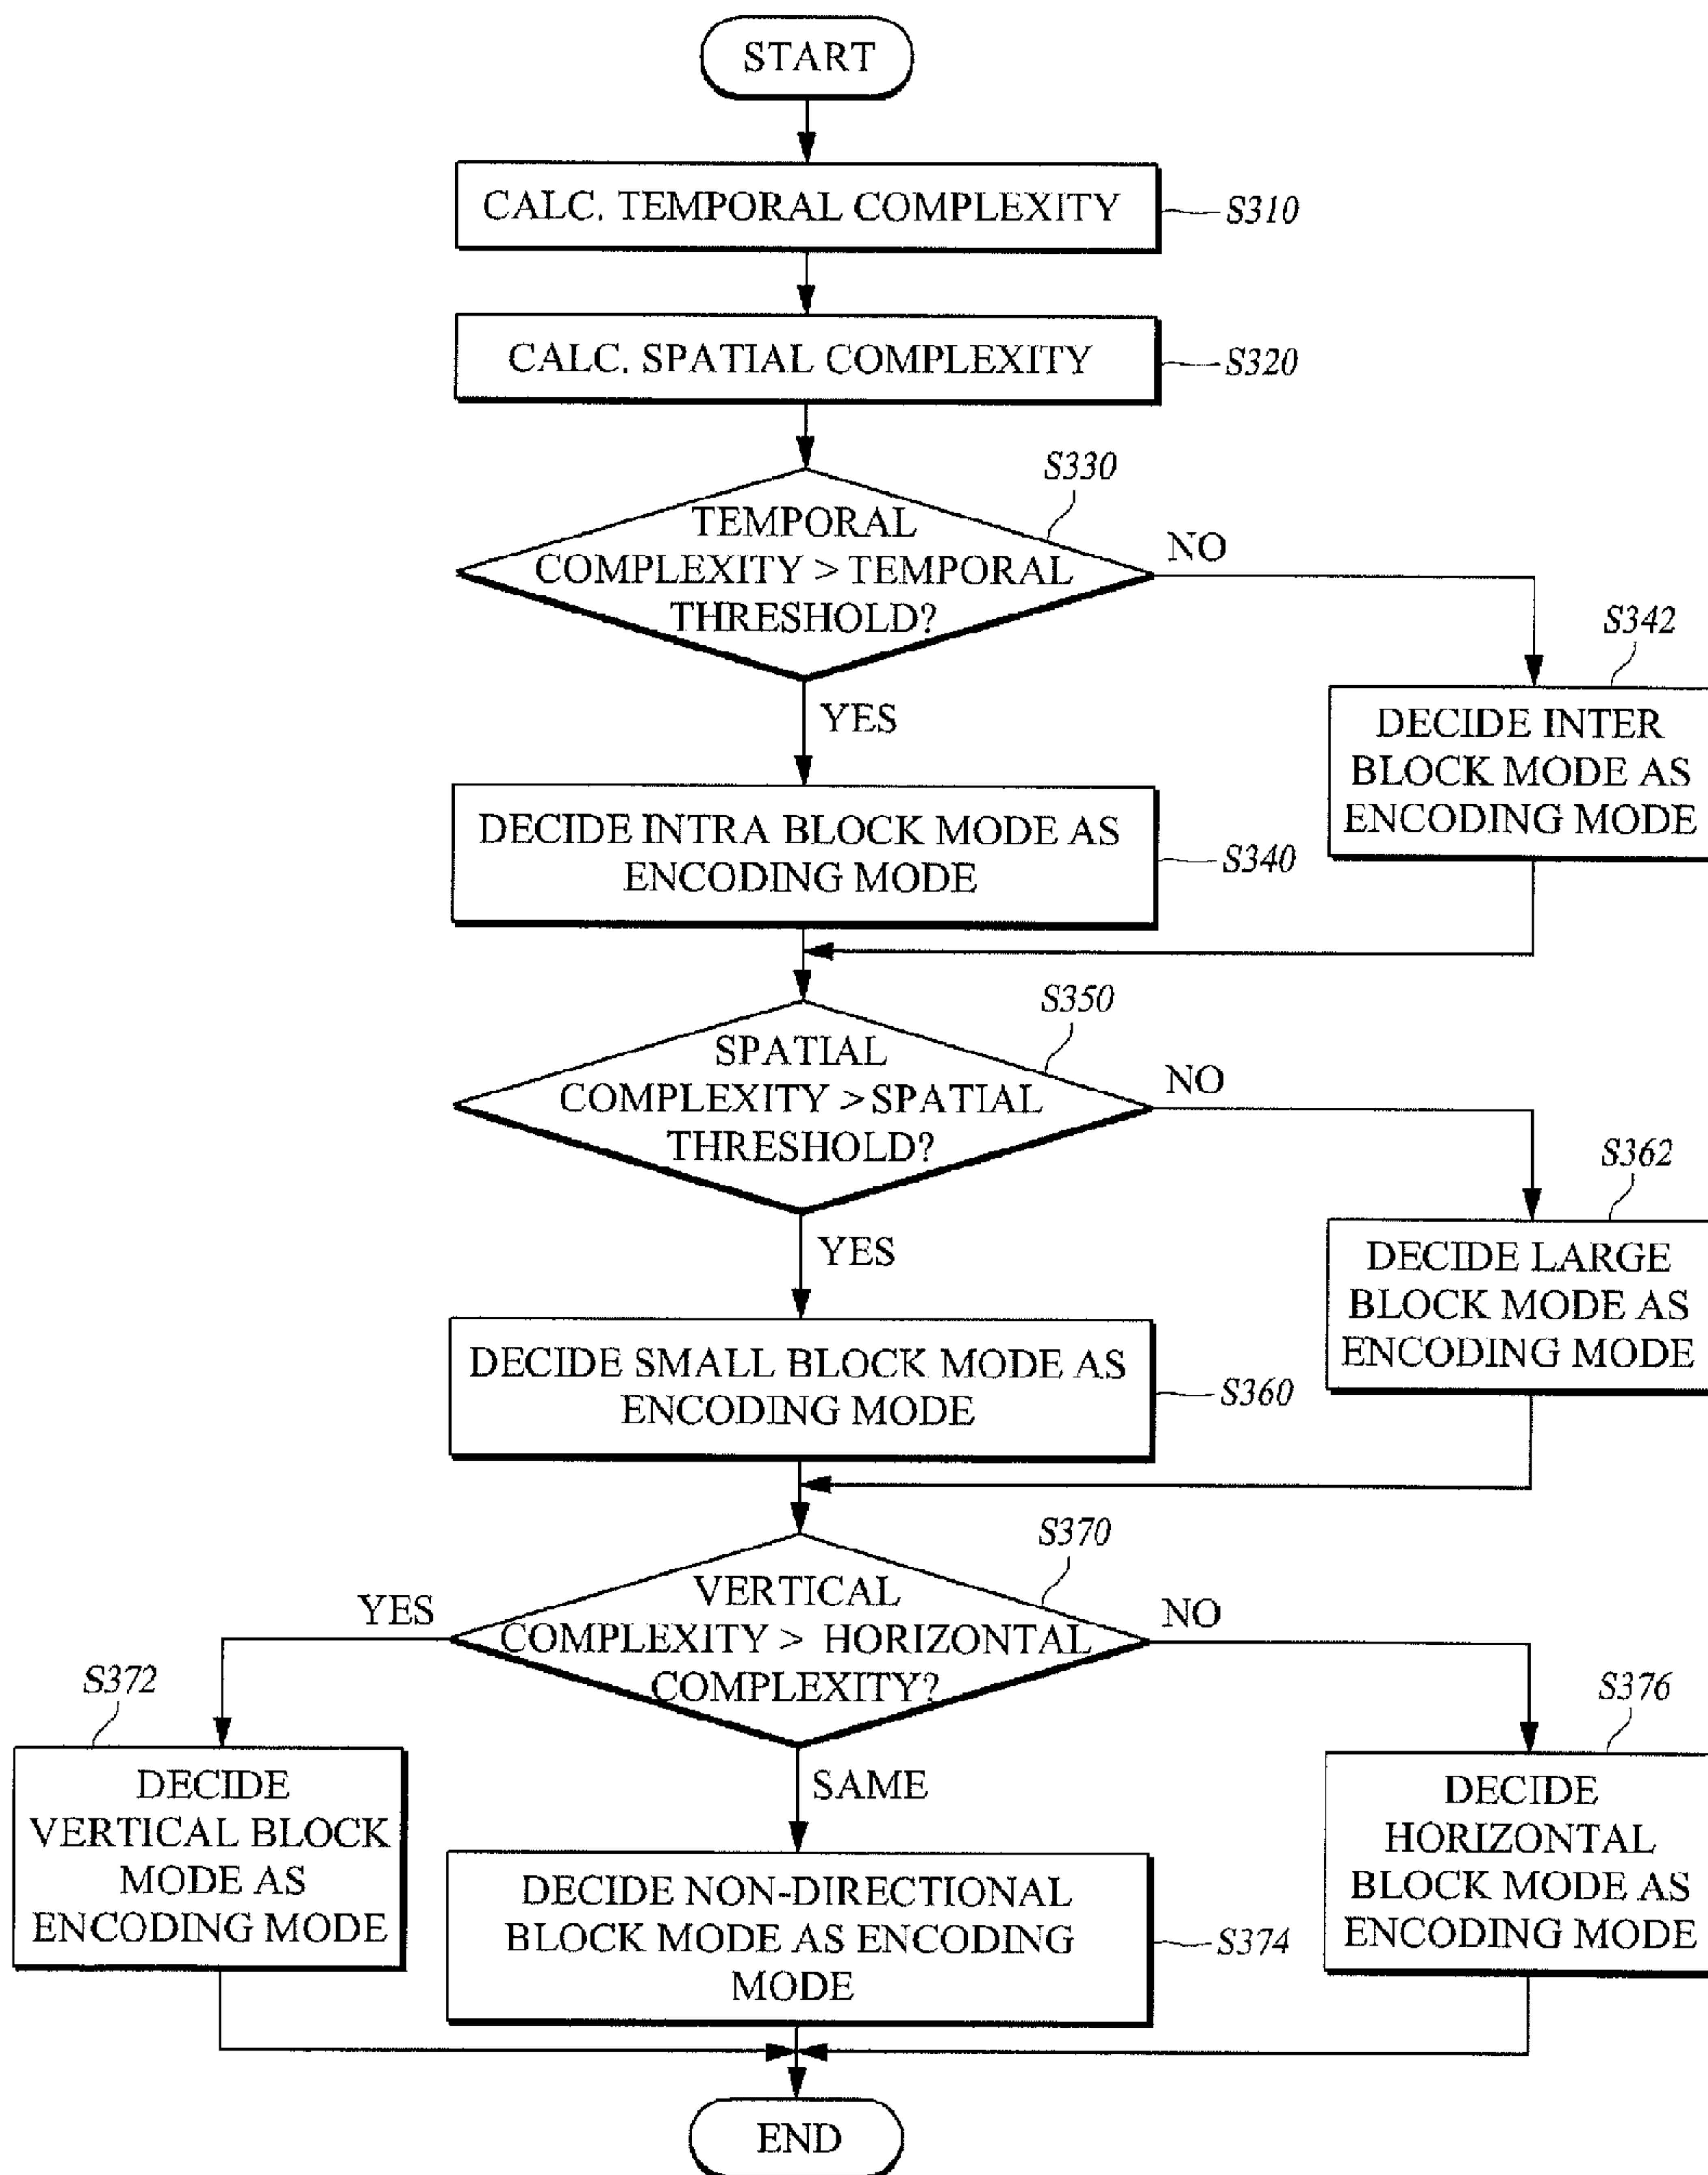 START
CALC. TEMPORAL COMPLEXITY
S310
CALC. SPATIAL COMPLEXITY
S320
S330
TEMPORAL
COMPLEXITY > TEMPORAL
THRESHOLD?
NO
YES
S342
DECIDE INTER
BLOCK MODE AS
ENCODING MODE
DECIDE INTRA BLOCK MODE AS
ENCODING MODE
S340
S350
SPATIAL
COMPLEXITY > SPATIAL
THRESHOLD?
NO
YES
S362
DECIDE LARGE
BLOCK MODE AS
ENCODING MODE
DECIDE SMALL BLOCK MODE AS
ENCODING MODE
S360
S370
VERTICAL
COMPLEXITY > HORIZONTAL
COMPLEXITY?
YES
NO
SAME
S372
DECIDE
VERTICAL BLOCK
MODE AS
ENCODING MODE
DECIDE NON-DIRECTIONAL
BLOCK MODE AS ENCODING
MODE
S374
S376
DECIDE
HORIZONTAL
BLOCK MODE AS
ENCODING MODE
END